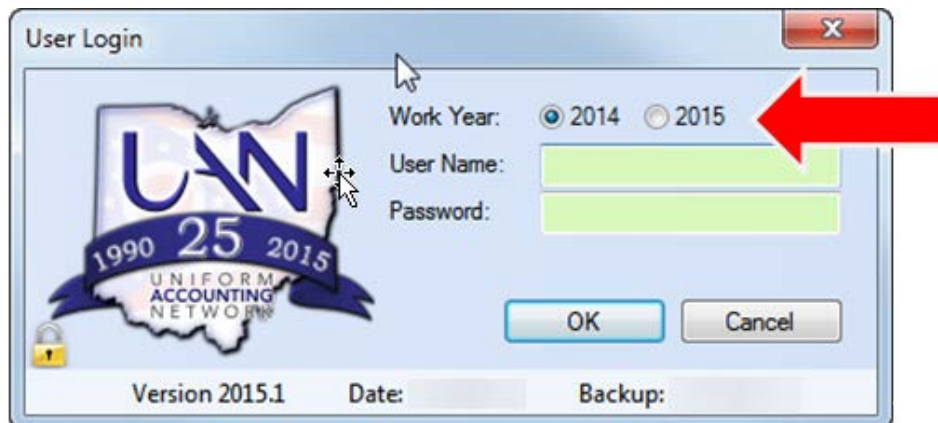 User Login
Work Year: 2014 2015
User Name:
Password:
UAN
1990 25 2015
UNIFORM
ACCOUNTING
NETWORK
OK Cancel
Version 2015.1 Date: Backup: